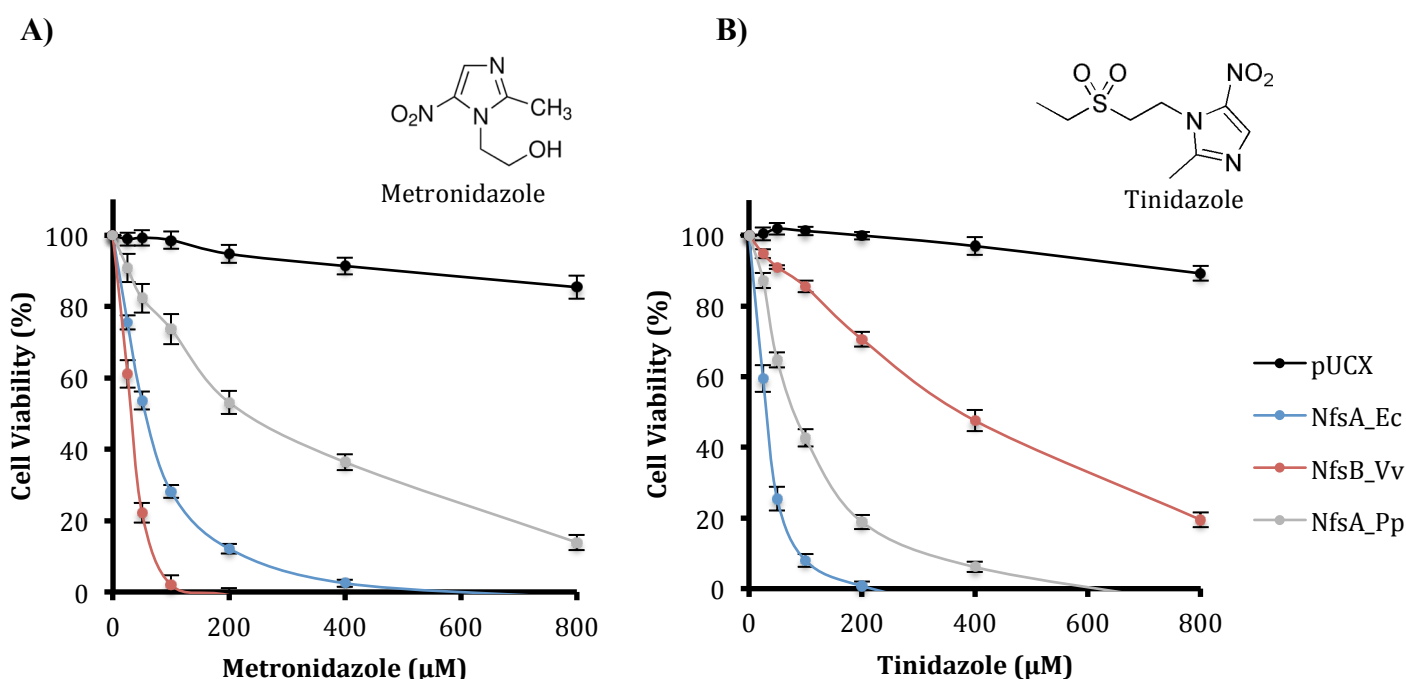 A)
N
O₂N
N
CH₃
OH
Metronidazole
100
80
60
40
20
0
Cell Viability (%)
0 200 400 600 800
Metronidazole (µM)
B)
O O
S
NO₂
N
N
Tinidazole
100
80
60
40
20
0
Cell Viability (%)
0 200 400 600 800
Tinidazole (µM)
pUCX
NfsA_Ec
NfsB_Vv
NfsA_Pp